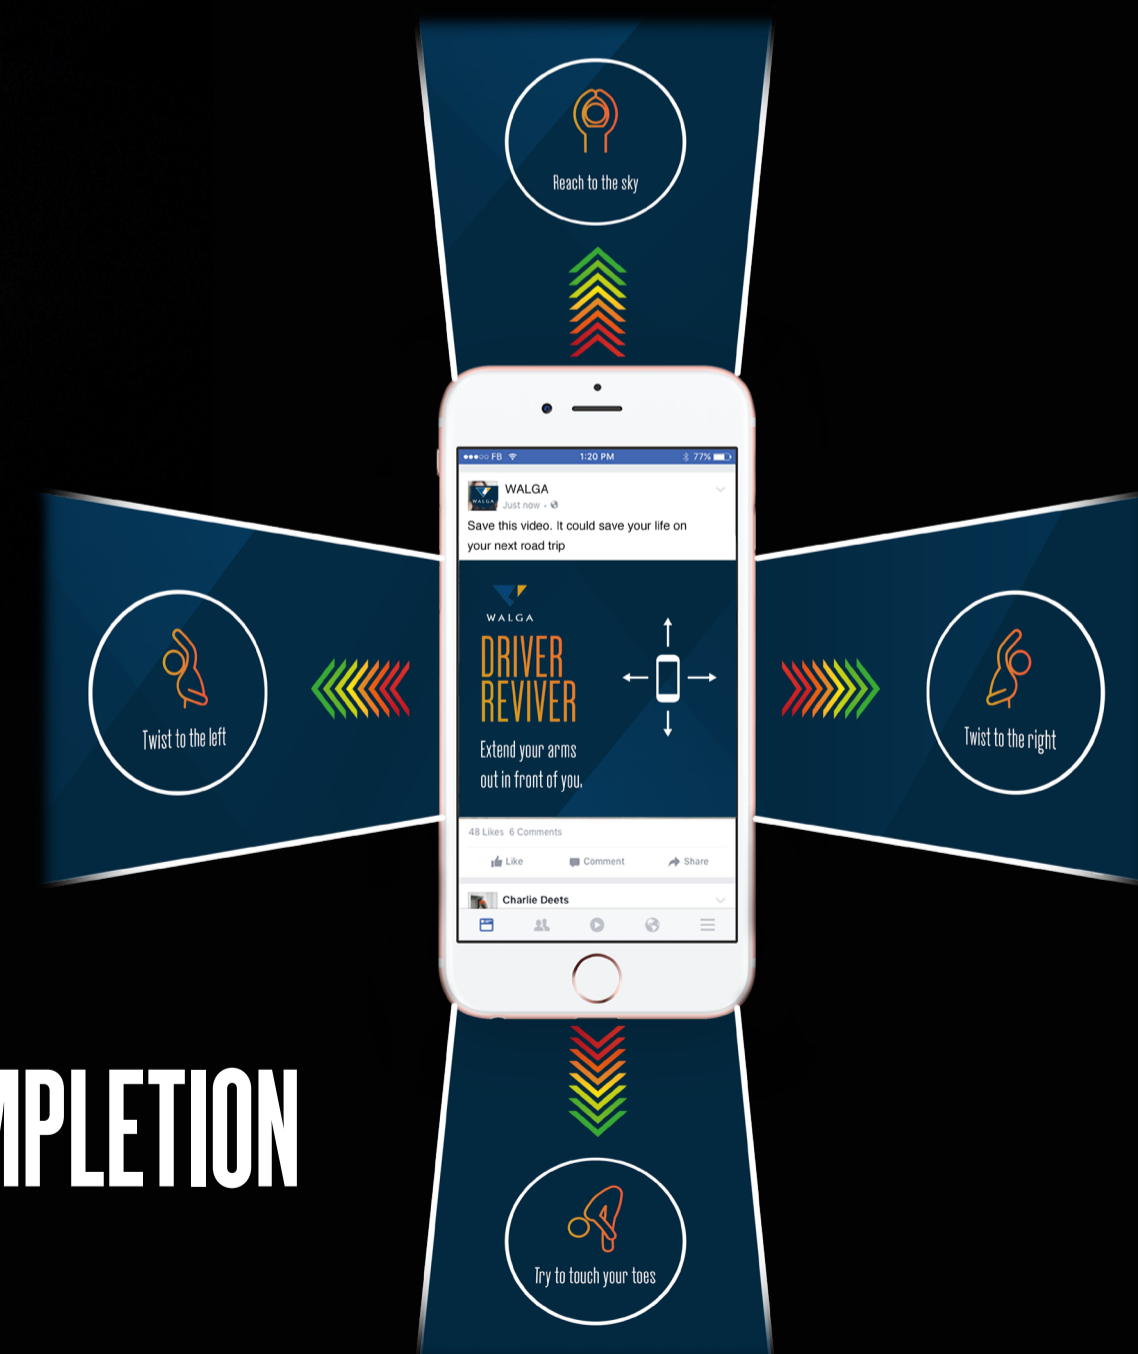 Reach to the sky
FB 1:20 PM 77%
WALGA
Just now
Save this video. It could save your life on
your next road trip
WALGA
WALGA
DRIVER
REVIVER
Extend your arms
out in front of you.
Twist to the left
Twist to the right
48 Likes 6 Comments
Like Comment Share
Charlie Deets
MPLETION
Try to touch your toes